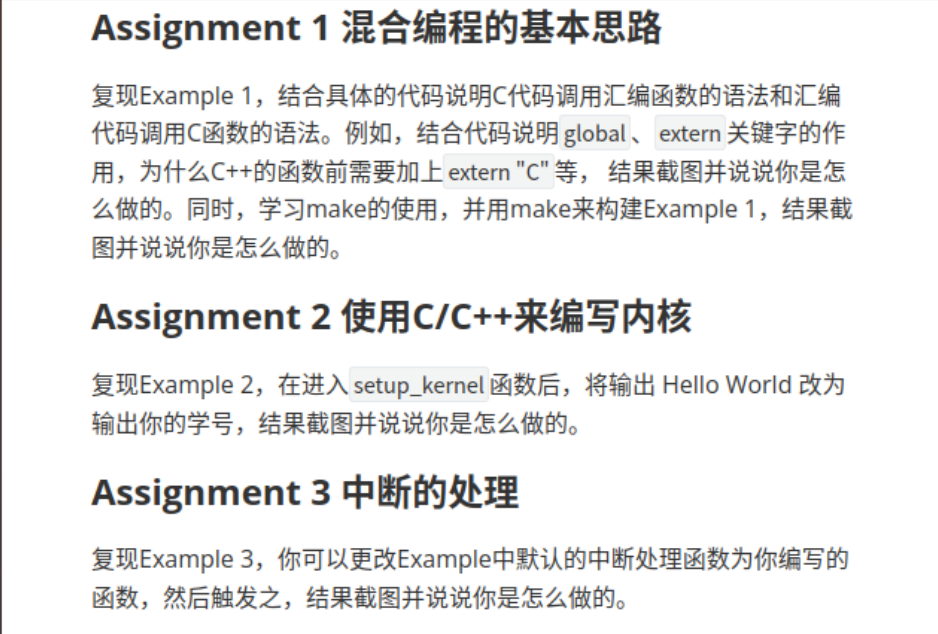 Assignment 1 混合编程的基本思路
复现Example 1，结合具体的代码说明C代码调用汇编函数的语法和汇编
代码调用C函数的语法。例如，结合代码说明 global 、 extern 关键字的作
用，为什么C++的函数前需要加上 extern "C" 等， 结果截图并说说你是怎
么做的。同时，学习make的使用，并用make来构建Example 1，结果截
图并说说你是怎么做的。
Assignment 2 使用C/C++来编写内核
复现Example 2，在进入 setup_kernel 函数后，将输出 Hello World 改为
输出你的学号，结果截图并说说你是怎么做的。
Assignment 3 中断的处理
复现Example 3，你可以更改Example中默认的中断处理函数为你编写的
函数，然后触发之，结果截图并说说你是怎么做的。